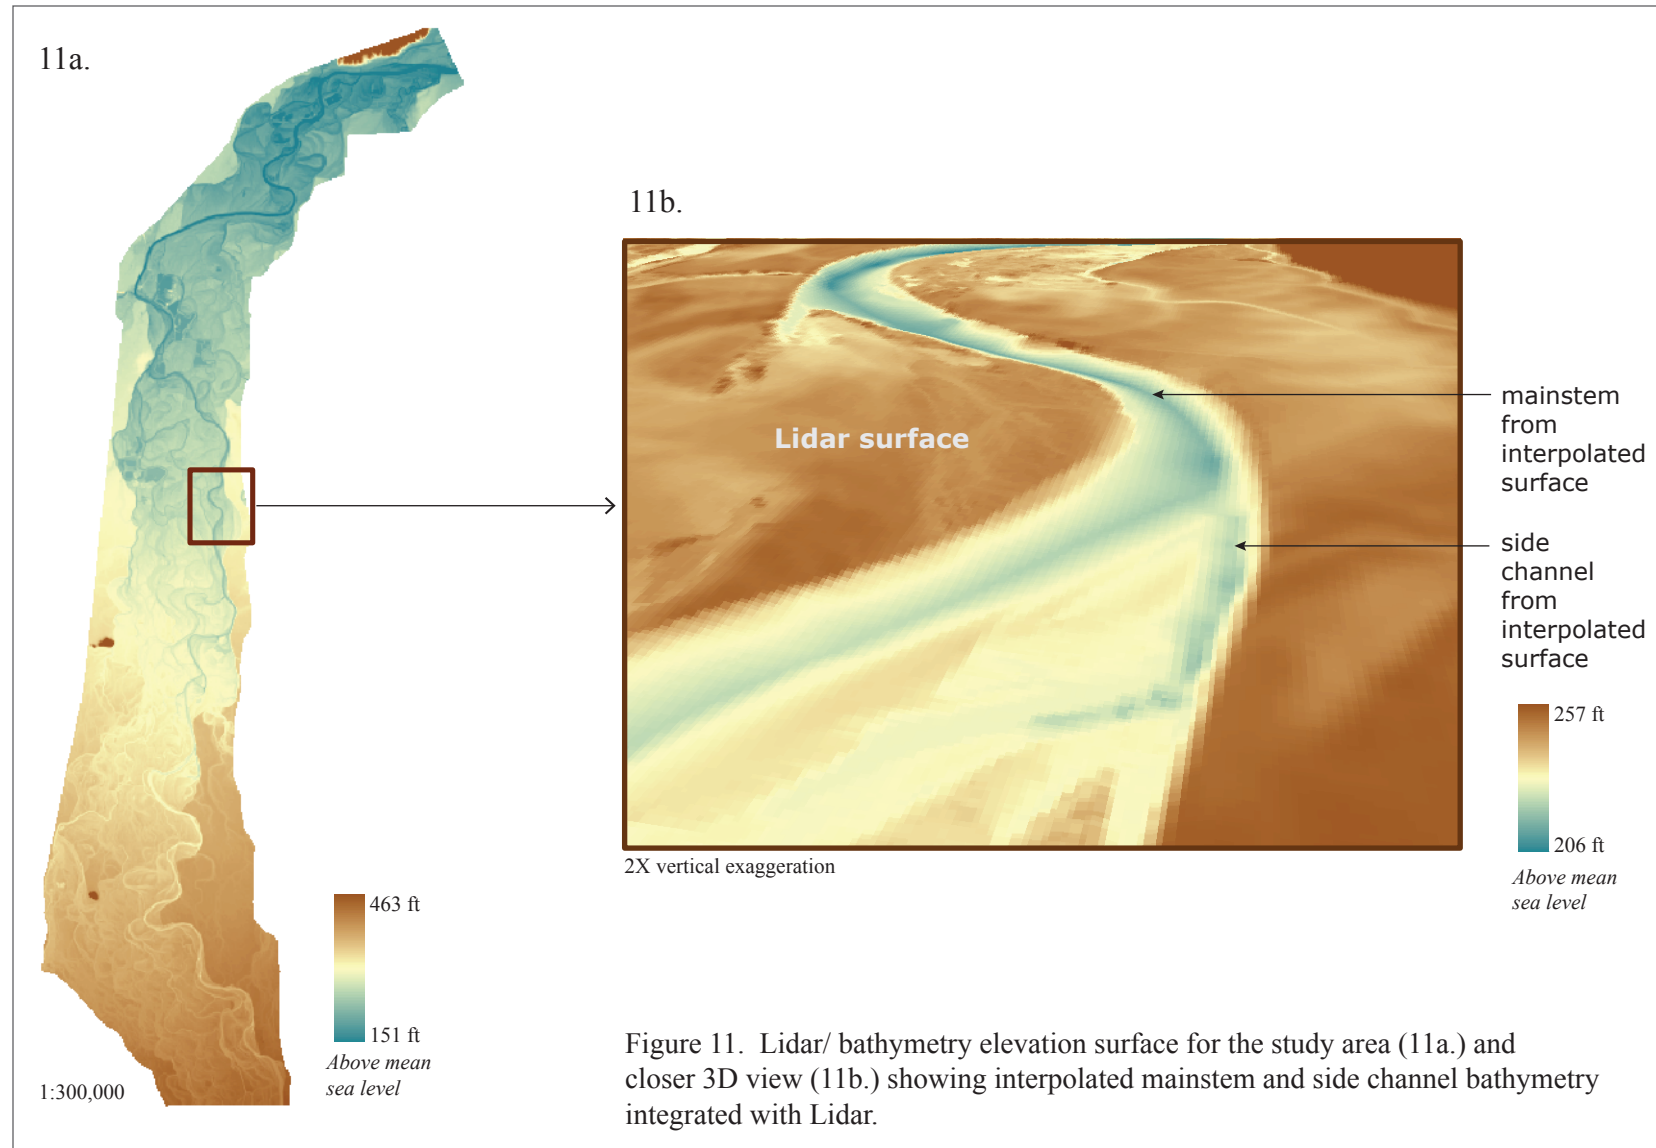 11a.
11b.
Lidar surface
mainstem
from
interpolated
surface
side
channel
from
interpolated
surface
257 ft
206 ft
Above mean
sea level
2X vertical exaggeration
463 ft
151 ft
Above mean
sea level
1:300,000
Figure 11.  Lidar/ bathymetry elevation surface for the study area (11a.) and
closer 3D view (11b.) showing interpolated mainstem and side channel bathymetry
integrated with Lidar.